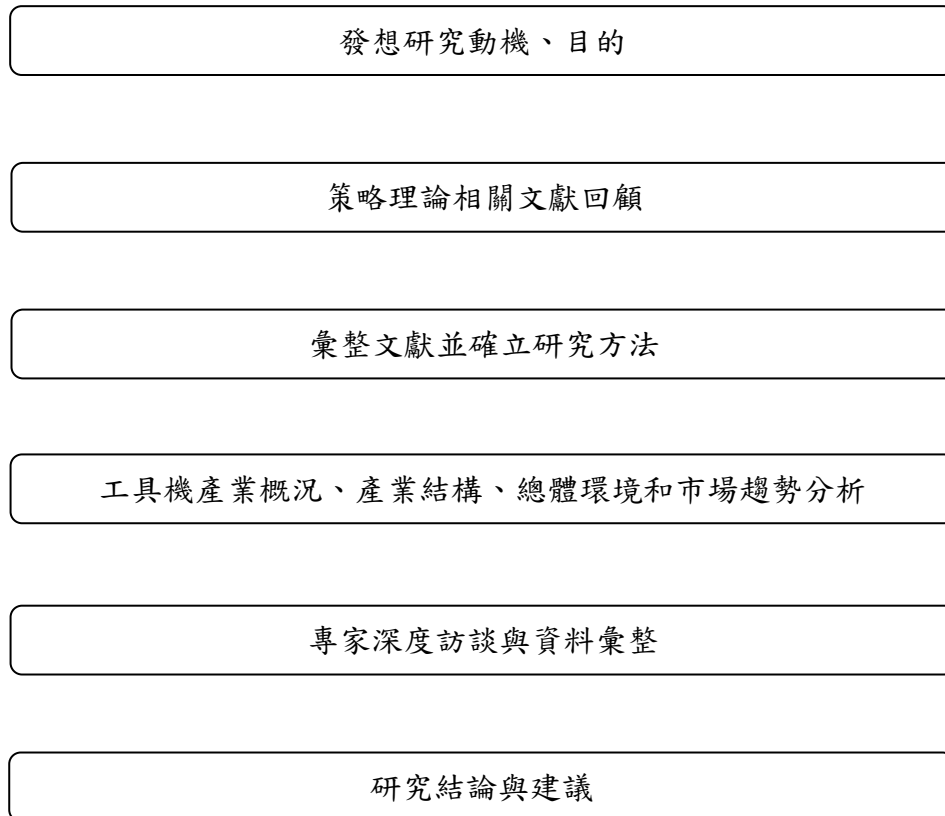 發想研究動機、目的
策略理論相關文獻回顧
彙整文獻並確立研究方法
工具機產業概況、產業結構、總體環境和市場趨勢分析
專家深度訪談與資料彙整
研究結論與建議